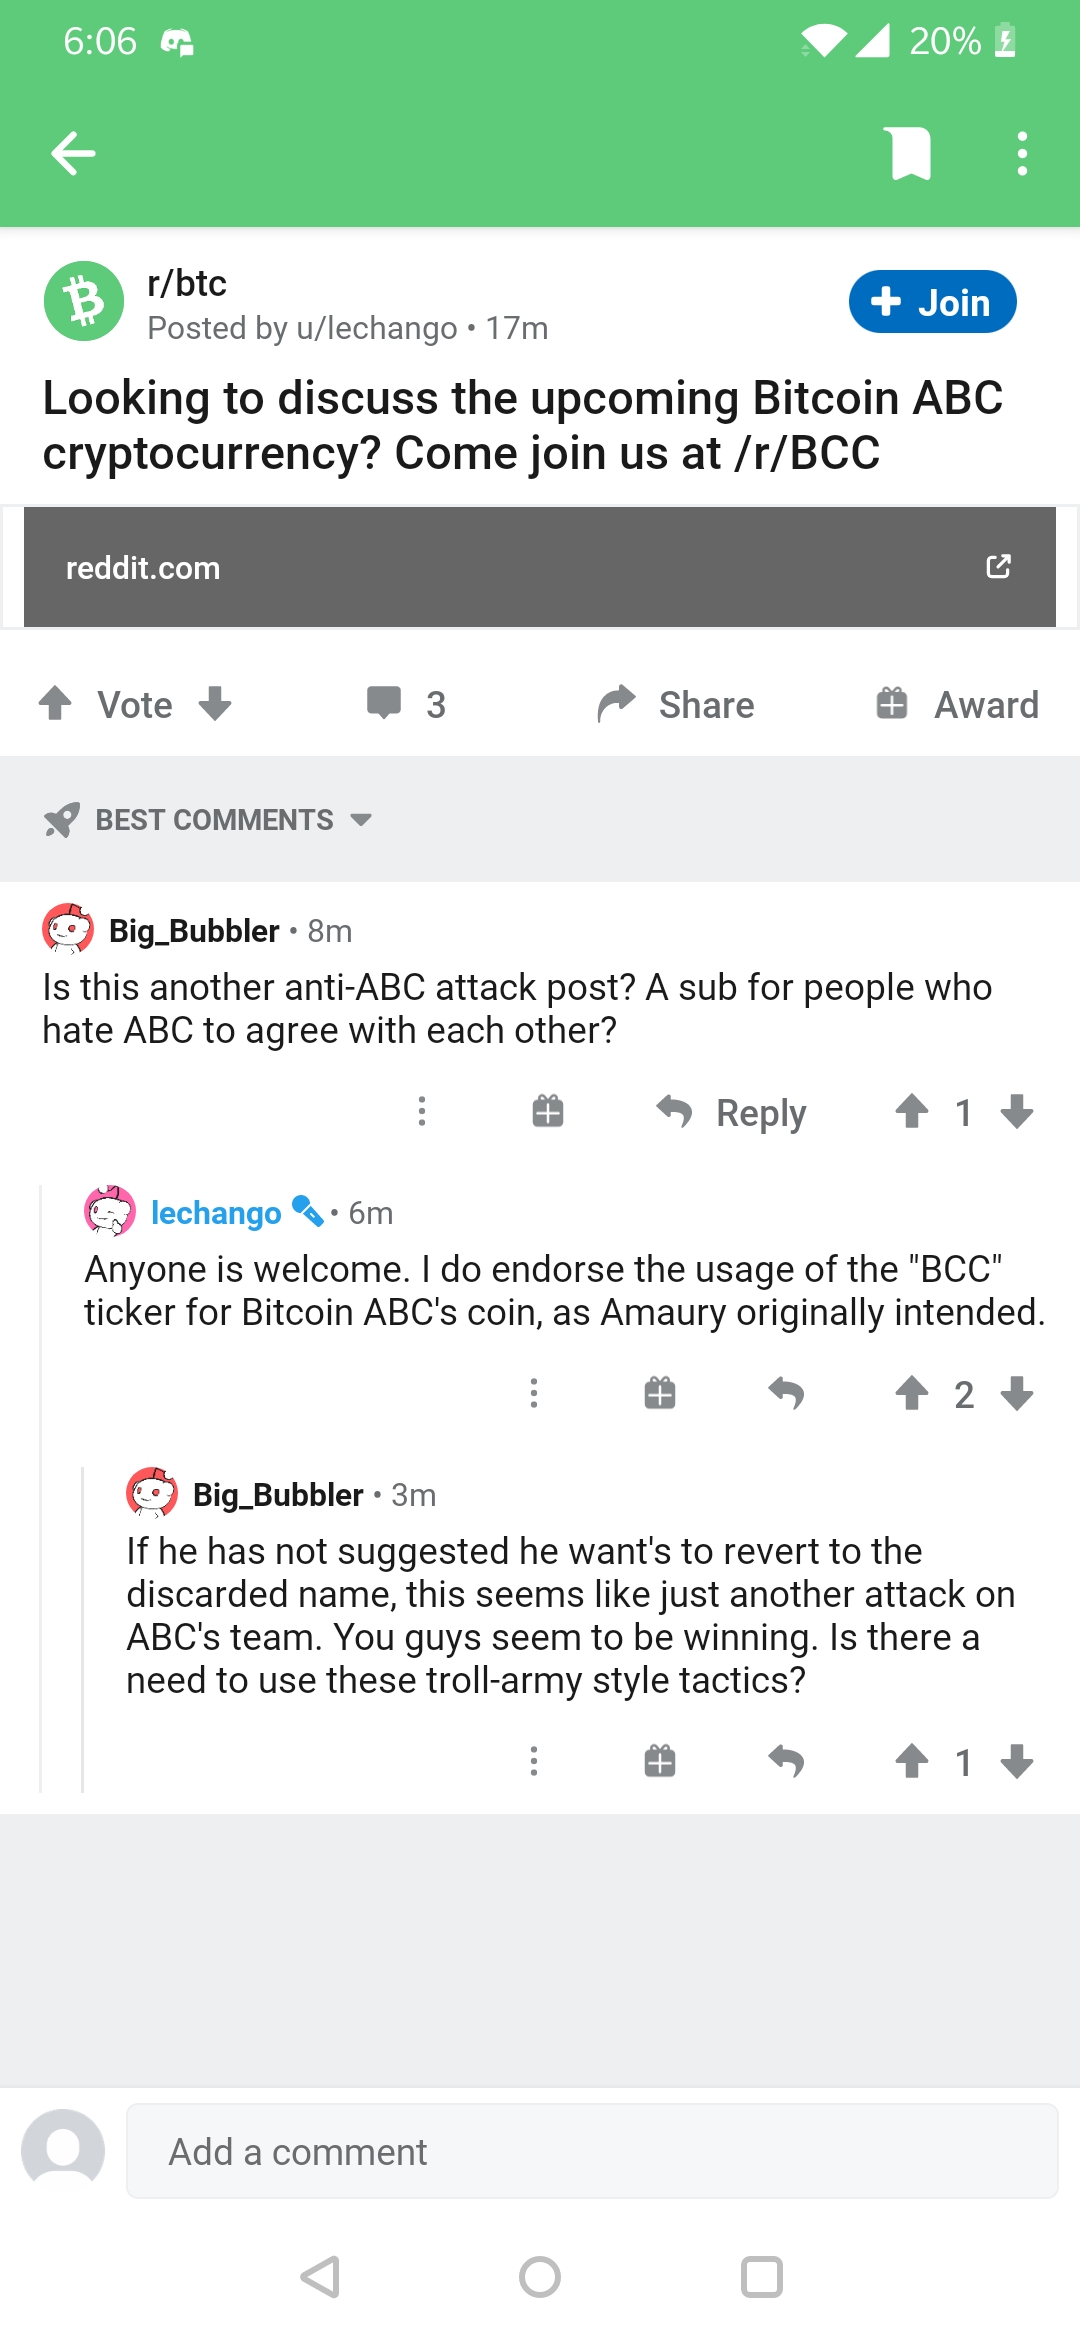 6:06
20%
r/btc
Posted by u/lechango • 17m
Join
Looking to discuss the upcoming Bitcoin ABC
cryptocurrency? Come join us at /r/BCC
reddit.com
Vote
3
Share
Award
BEST COMMENTS
Big_Bubbler • 8m
Is this another anti-ABC attack post? A sub for people who
hate ABC to agree with each other?
Reply
1
lechango • 6m
Anyone is welcome. I do endorse the usage of the "BCC"
ticker for Bitcoin ABC's coin, as Amaury originally intended.
2
Big_Bubbler • 3m
If he has not suggested he want's to revert to the
discarded name, this seems like just another attack on
ABC's team. You guys seem to be winning. Is there a
need to use these troll-army style tactics?
1
Add a comment